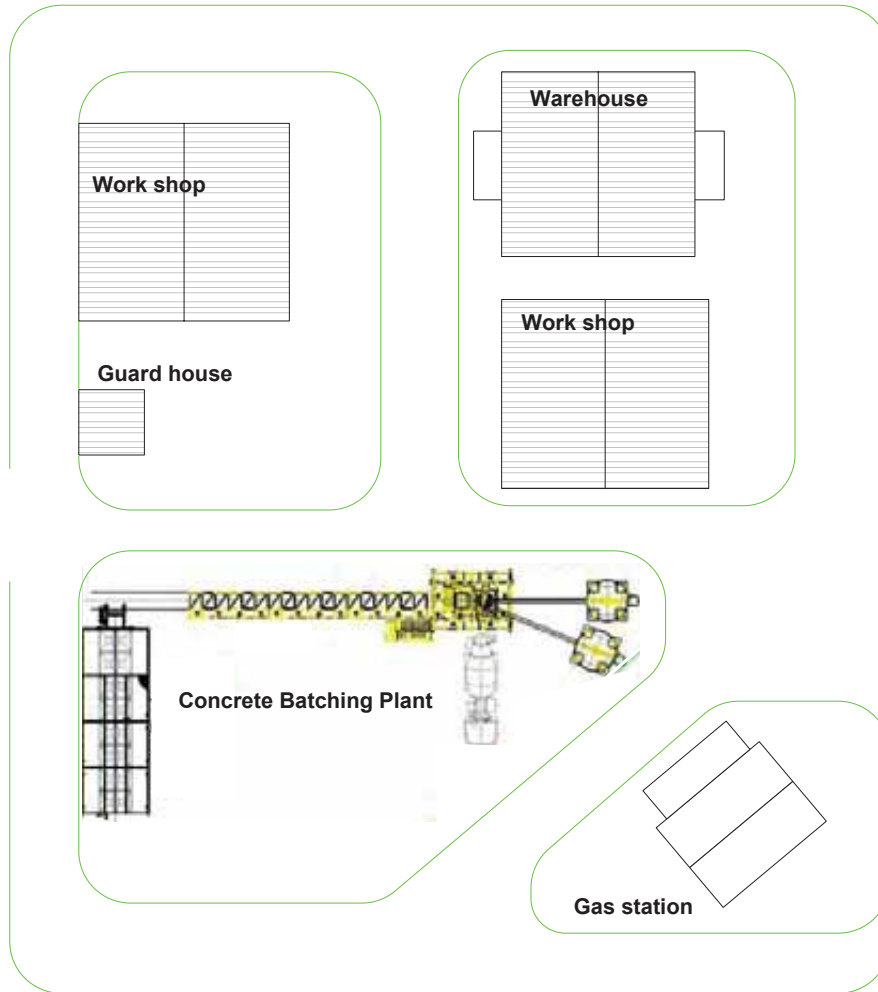 Warehouse
Work shop
Work shop
Guard house
Concrete Batching Plant
Gas station